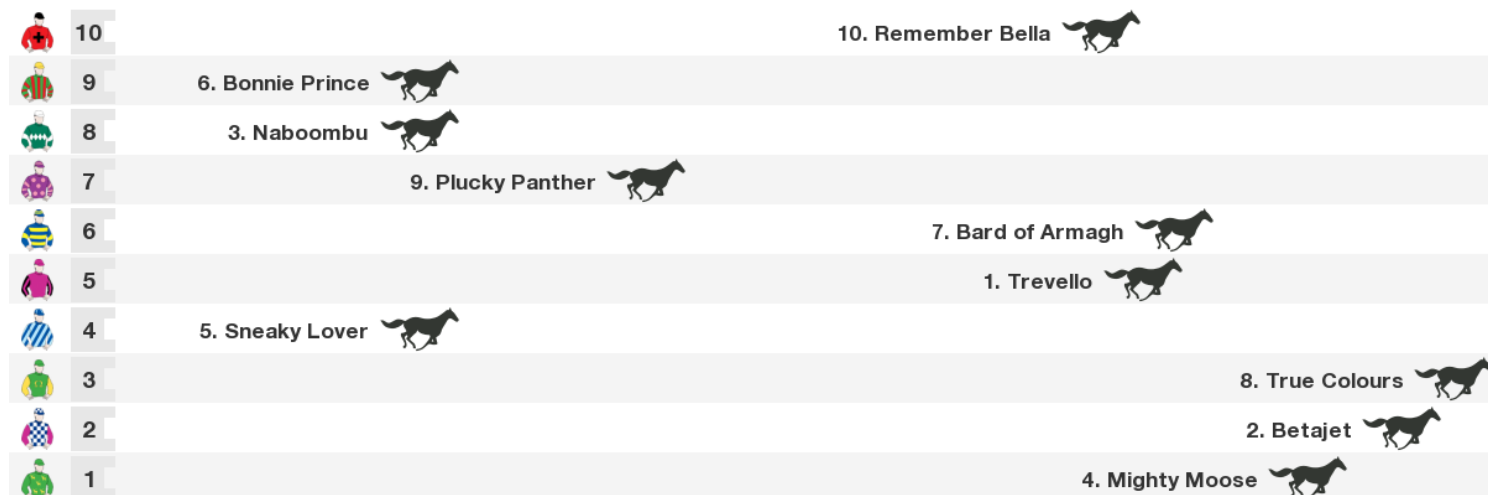 10 10. Remember Bella
9 6. Bonnie Prince
8 3. Naboombu
7 9. Plucky Panther
6 7. Bard of Armagh
5 1. Trevello
4 5. Sneaky Lover
3 8. True Colours
2 2. Betajet
1 4. Mighty Moose